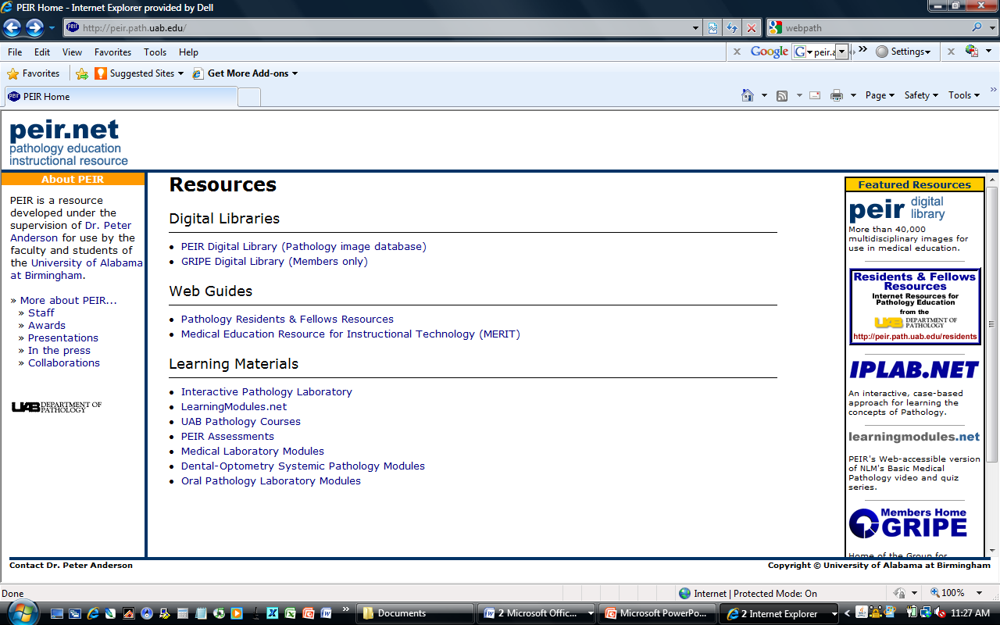 PEIR Home - Internet Explorer provided by Dell
http://peir.path.uab.edu/
webpath
File Edit View Favorites Tools Help
Google
peir.a
Settings
Favorites
Suggested Sites
Get More Add-ons
PEIR Home
Page Safety Tools
peir.net
pathology education
instructional resource
About PEIR
PEIR is a resource
developed under the
supervision of Dr. Peter
Anderson for use by the
faculty and students of
the University of Alabama
at Birmingham.
» More about PEIR...
» Staff
» Awards
» Presentations
» In the press
» Collaborations
UAB DEPARTMENT OF
PATHOLOGY
Resources
Digital Libraries
• PEIR Digital Library (Pathology image database)
• GRIPE Digital Library (Members only)
Web Guides
• Pathology Residents & Fellows Resources
• Medical Education Resource for Instructional Technology (MERIT)
Learning Materials
• Interactive Pathology Laboratory
• LearningModules.net
• UAB Pathology Courses
• PEIR Assessments
• Medical Laboratory Modules
• Dental-Optometry Systemic Pathology Modules
• Oral Pathology Laboratory Modules
Featured Resources
peir digital
library
More than 40,000
multidisciplinary images for
use in medical education.
Residents & Fellows
Resources
Internet Resources for
Pathology Education
from the
UAB DEPARTMENT OF
PATHOLOGY
http://peir.path.uab.edu/residents
IPLAB.NET
An interactive, case-based
approach for learning the
concepts of Pathology.
learningmodules.net
PEIR's Web-accessible version
of NLM's Basic Medical
Pathology video and quiz
series.
Members Home
GRIPE
Home of the Group for
Contact Dr. Peter Anderson
Copyright © University of Alabama at Birmingham
Done
Internet | Protected Mode: On
100%
Documents
2 Microsoft Offic...
Microsoft PowerPo...
2 Internet Explorer
11:27 AM